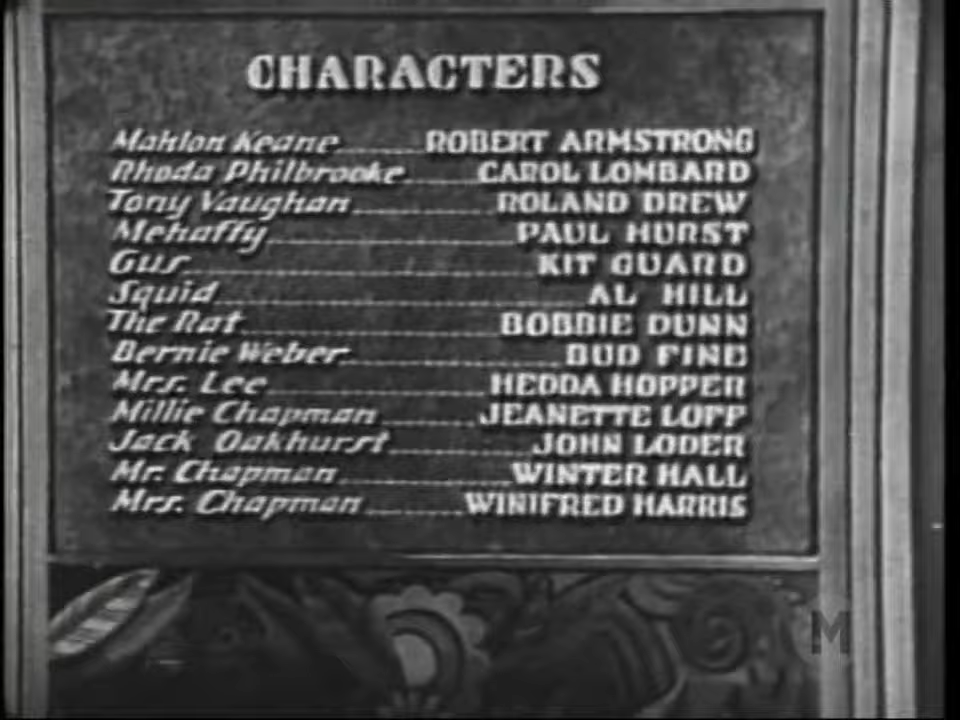 CHARACTERS
Mahlon Keane ROBERT ARMSTRONG
Rhoda Philbrooke CAROL LOMBARD
Tony Vaughan ROLAND DREW
Mehaffy PAUL HURST
Gus KIT GUARD
Squid AL HILL
The Rat BOBBIE DUNN
Bernie Weber BUD FINE
Mrs. Lee HEDDA HOPPER
Millie Chapman JEANETTE LOFF
Jack Oakhurst JOHN LODER
Mr. Chapman WINTER HALL
Mrs. Chapman WINIFRED HARRIS
M